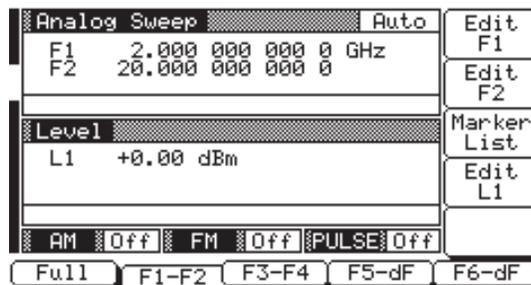 Analog Sweep Auto
F1 2.000 000 000 0 GHz
F2 20.000 000 000 0
Level
L1 +0.00 dBm
AM Off FM Off PULSE Off
Edit
F1
Edit
F2
Marker
List
Edit
L1
Full F1-F2 F3-F4 F5-dF F6-dF